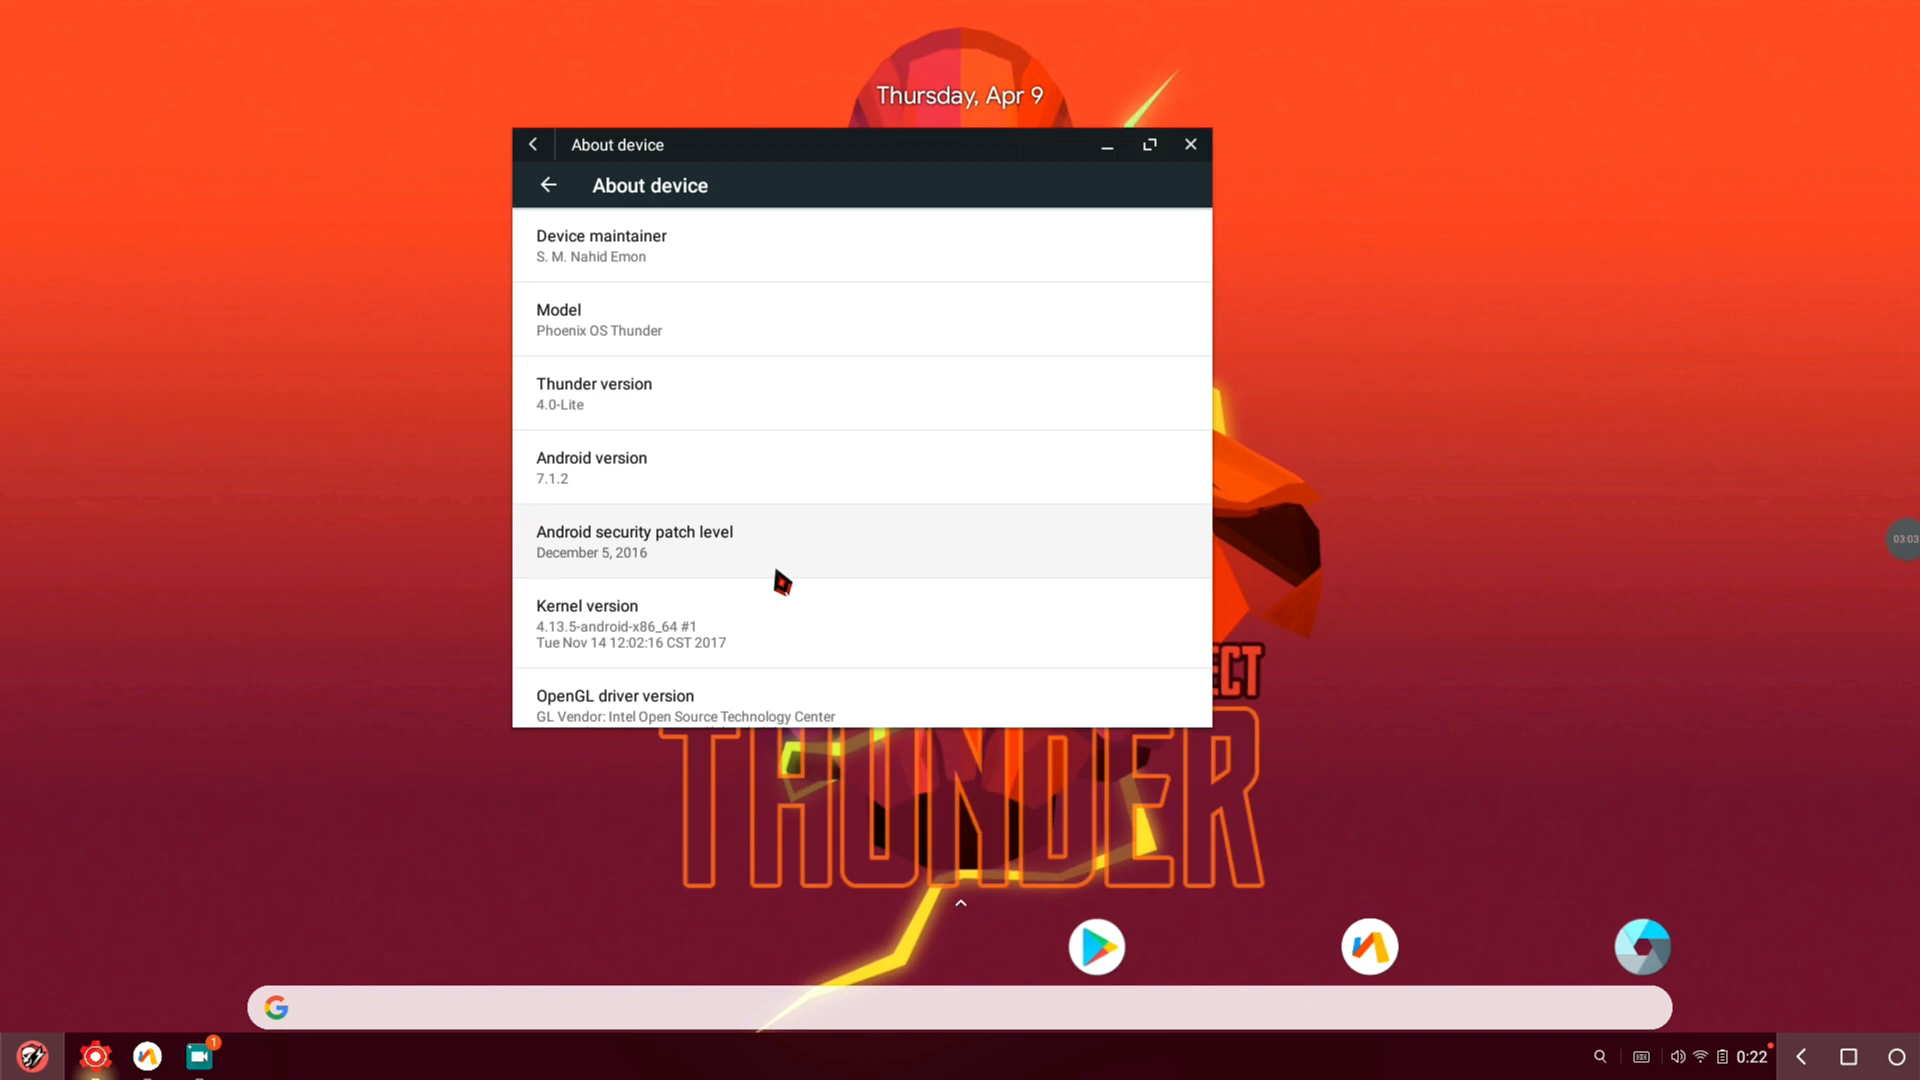 Thursday, Apr 9
About device
About device
Device maintainer
S. M. Nahid Emon
Model
Phoenix OS Thunder
Thunder version
4.0-Lite
Android version
7.1.2
Android security patch level
December 5, 2016
Kernel version
4.13.5-android-x86_64 #1
Tue Nov 14 12:02:16 CST 2017
OpenGL driver version
GL Vendor: Intel Open Source Technology Center
03:03
ECT
THUNDER
G
1
0:22